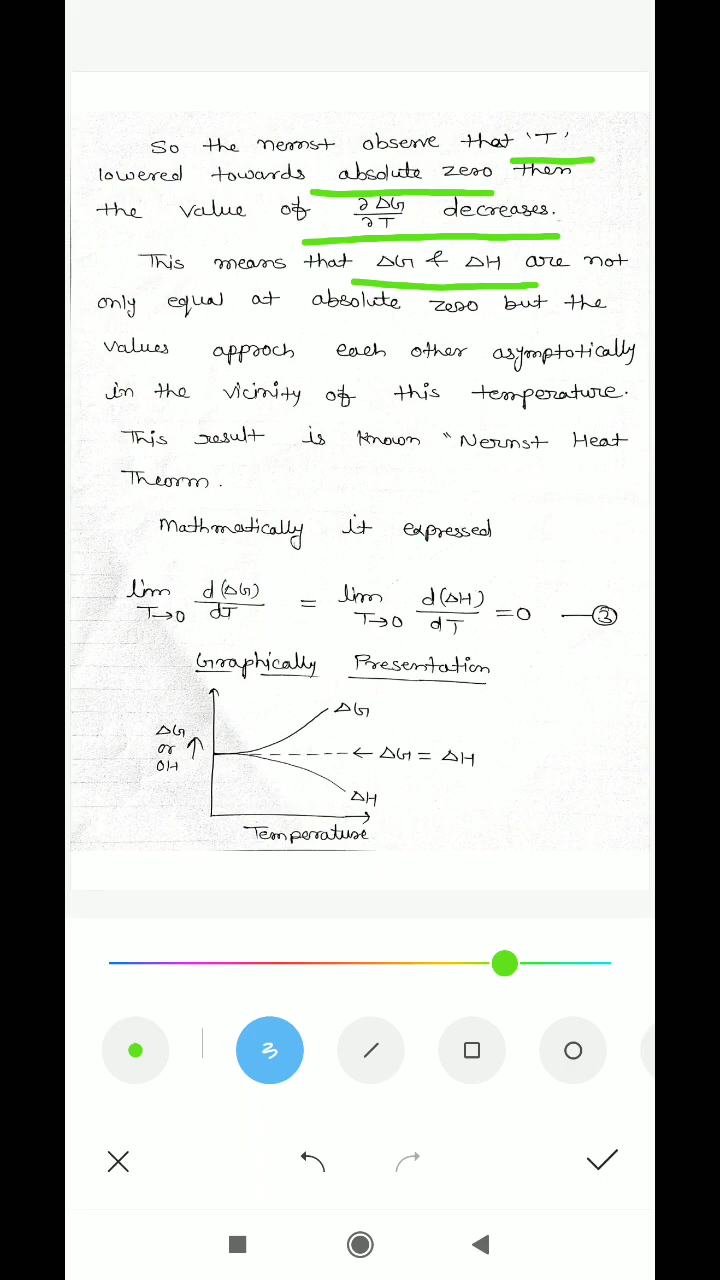 So the nernst observe that 'T'
lowered towards absolute zero then
the value of ∂ΔG/∂T decreases.
This means that ΔG & ΔH are not
only equal at absolute zero but the
values approch each other asymptotically
in the vicinity of this temperature.
This result is known "Nernst Heat
Theorm.
Mathmatically it expressed
lim T→0 d(ΔG)/dT = lim T→0 d(ΔH)/dT = 0 —③
Graphically Presentation
ΔG
ΔG or ΔH ↑
← ΔG = ΔH
ΔH
Temperature